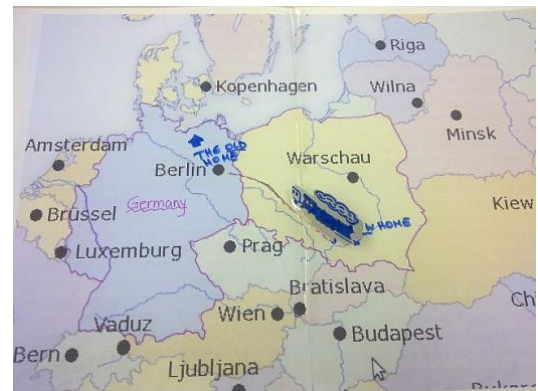 Riga
Kopenhagen
Wilna
Minsk
Amsterdam
THE OLD
HOME
Warschau
Berlin
Germany
Kiew
Brüssel
W HOME
Luxemburg
Prag
Bratislava
Wien
Vaduz
Budapest
Bern
Ljubljana